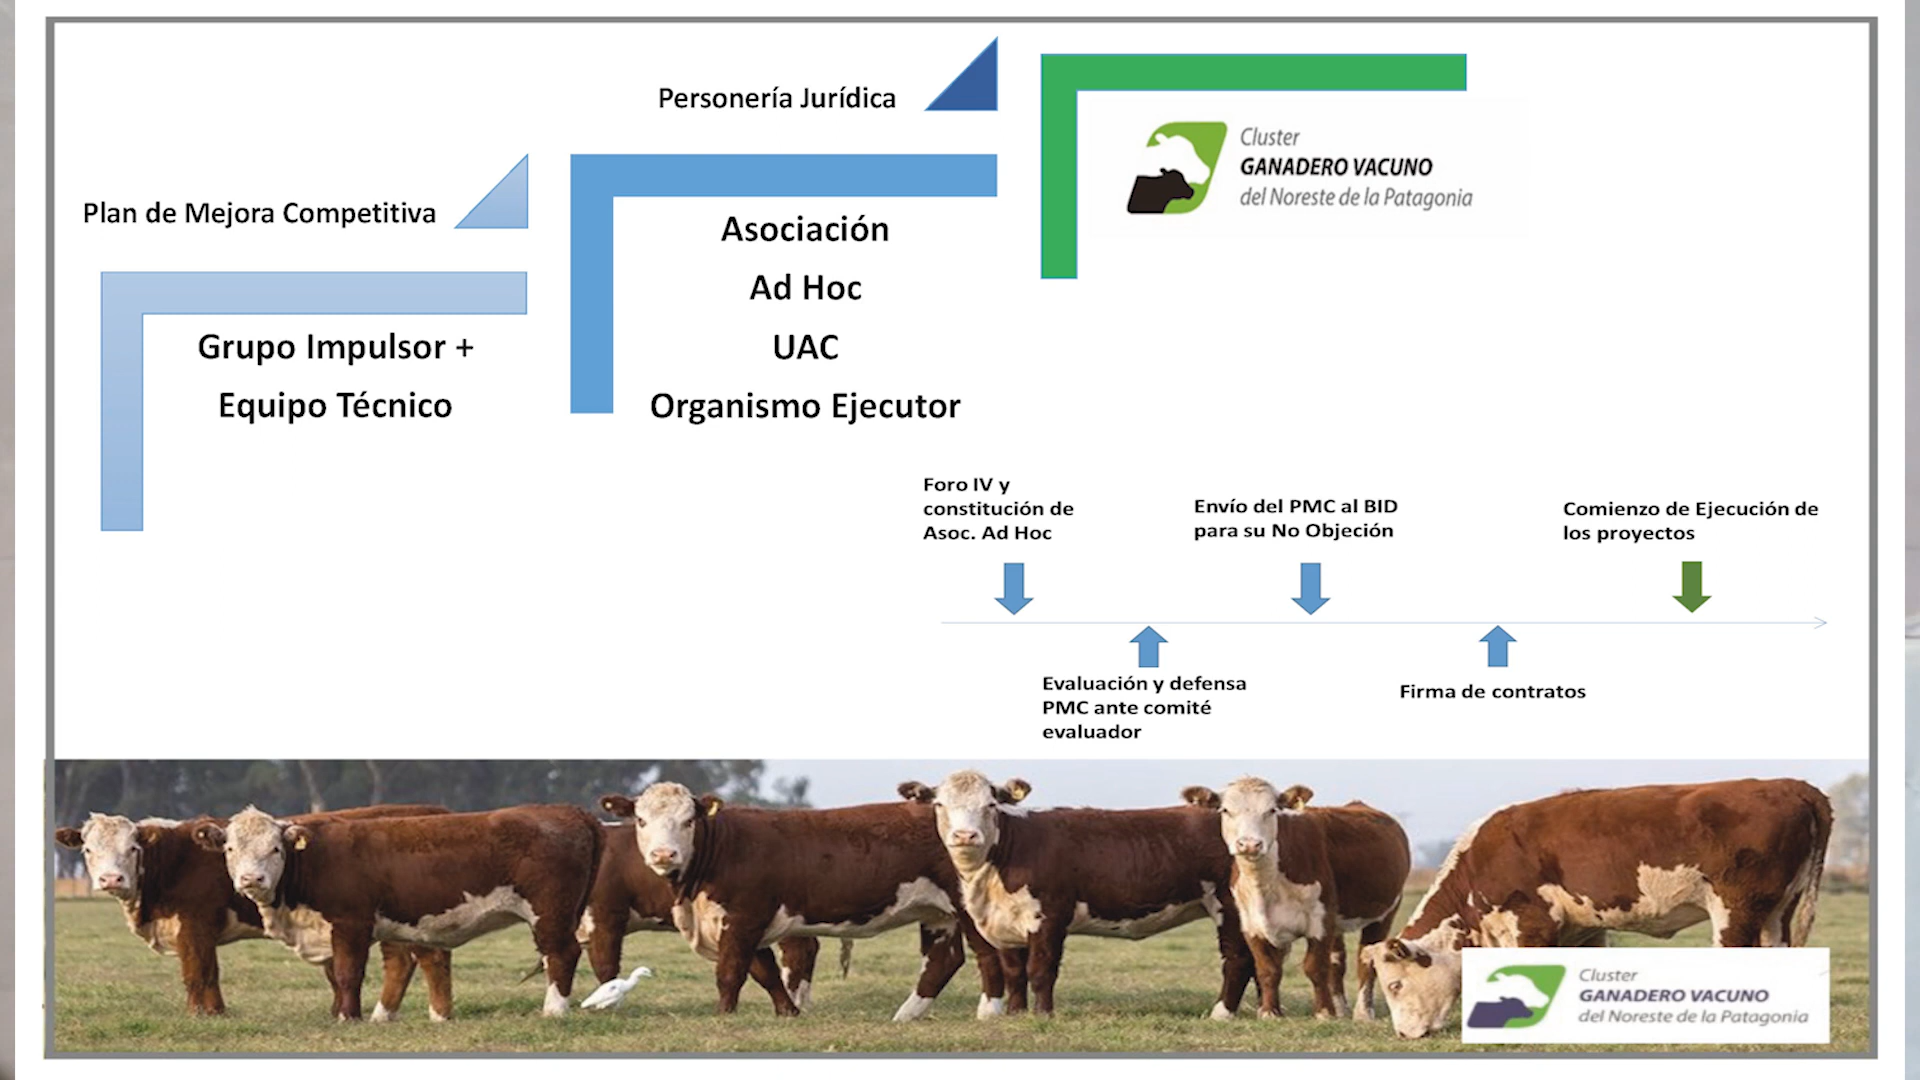 Personería Jurídica
Plan de Mejora Competitiva
Cluster
GANADERO VACUNO
del Noreste de la Patagonia
Asociación
Ad Hoc
UAC
Organismo Ejecutor
Grupo Impulsor +
Equipo Técnico
Foro IV y
constitución de
Asoc. Ad Hoc
Envío del PMC al BID
para su No Objeción
Comienzo de Ejecución de
los proyectos
Evaluación y defensa
PMC ante comité
evaluador
Firma de contratos
Cluster
GANADERO VACUNO
del Noreste de la Patagonia